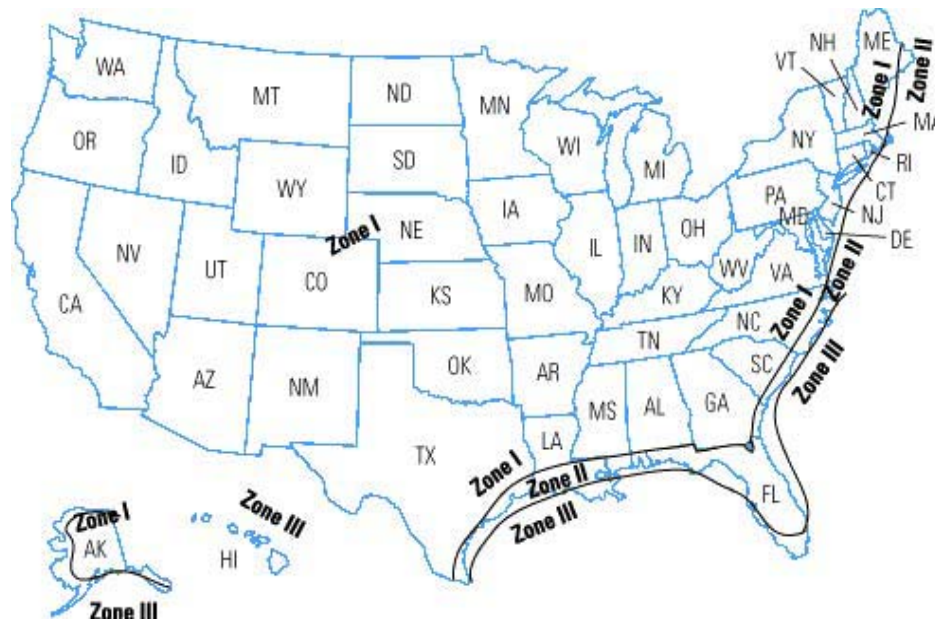 WA
OR
CA
NV
ID
MT
WY
UT
AZ
CO
NM
ND
SD
NE
KS
OK
TX
Zone I
MN
IA
MO
AR
LA
WI
IL
MI
IN
OH
KY
TN
MS
AL
GA
FL
SC
NC
VA
WV
MD
PA
NY
VT
NH
ME
Zone I
Zone II
MA
RI
CT
NJ
DE
Zone I
Zone II
Zone III
Zone I
Zone II
Zone III
Zone I
AK
Zone III
HI
Zone III